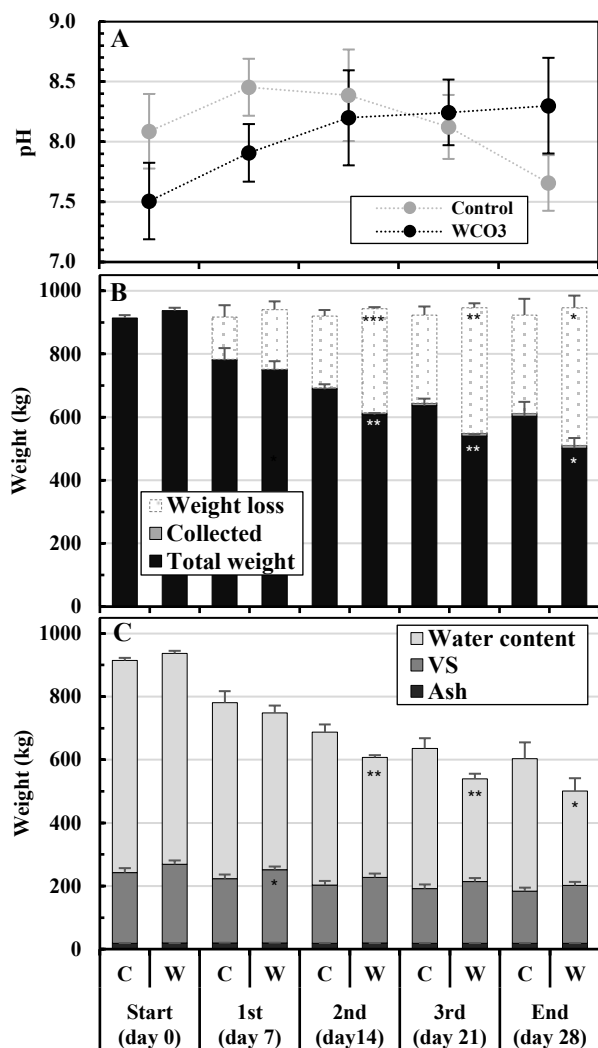 A
9.0
8.5
8.0
7.5
7.0
pH
Control
WCO3
B
1000
800
600
400
200
0
Weight (kg)
***
**
*
**
**
*
*
Weight loss
Collected
Total weight
C
1000
800
600
400
200
0
Weight (kg)
Water content
VS
Ash
**
**
*
*
C W C W C W C W C W
Start 1st 2nd 3rd End
(day 0) (day 7) (day14) (day 21) (day 28)